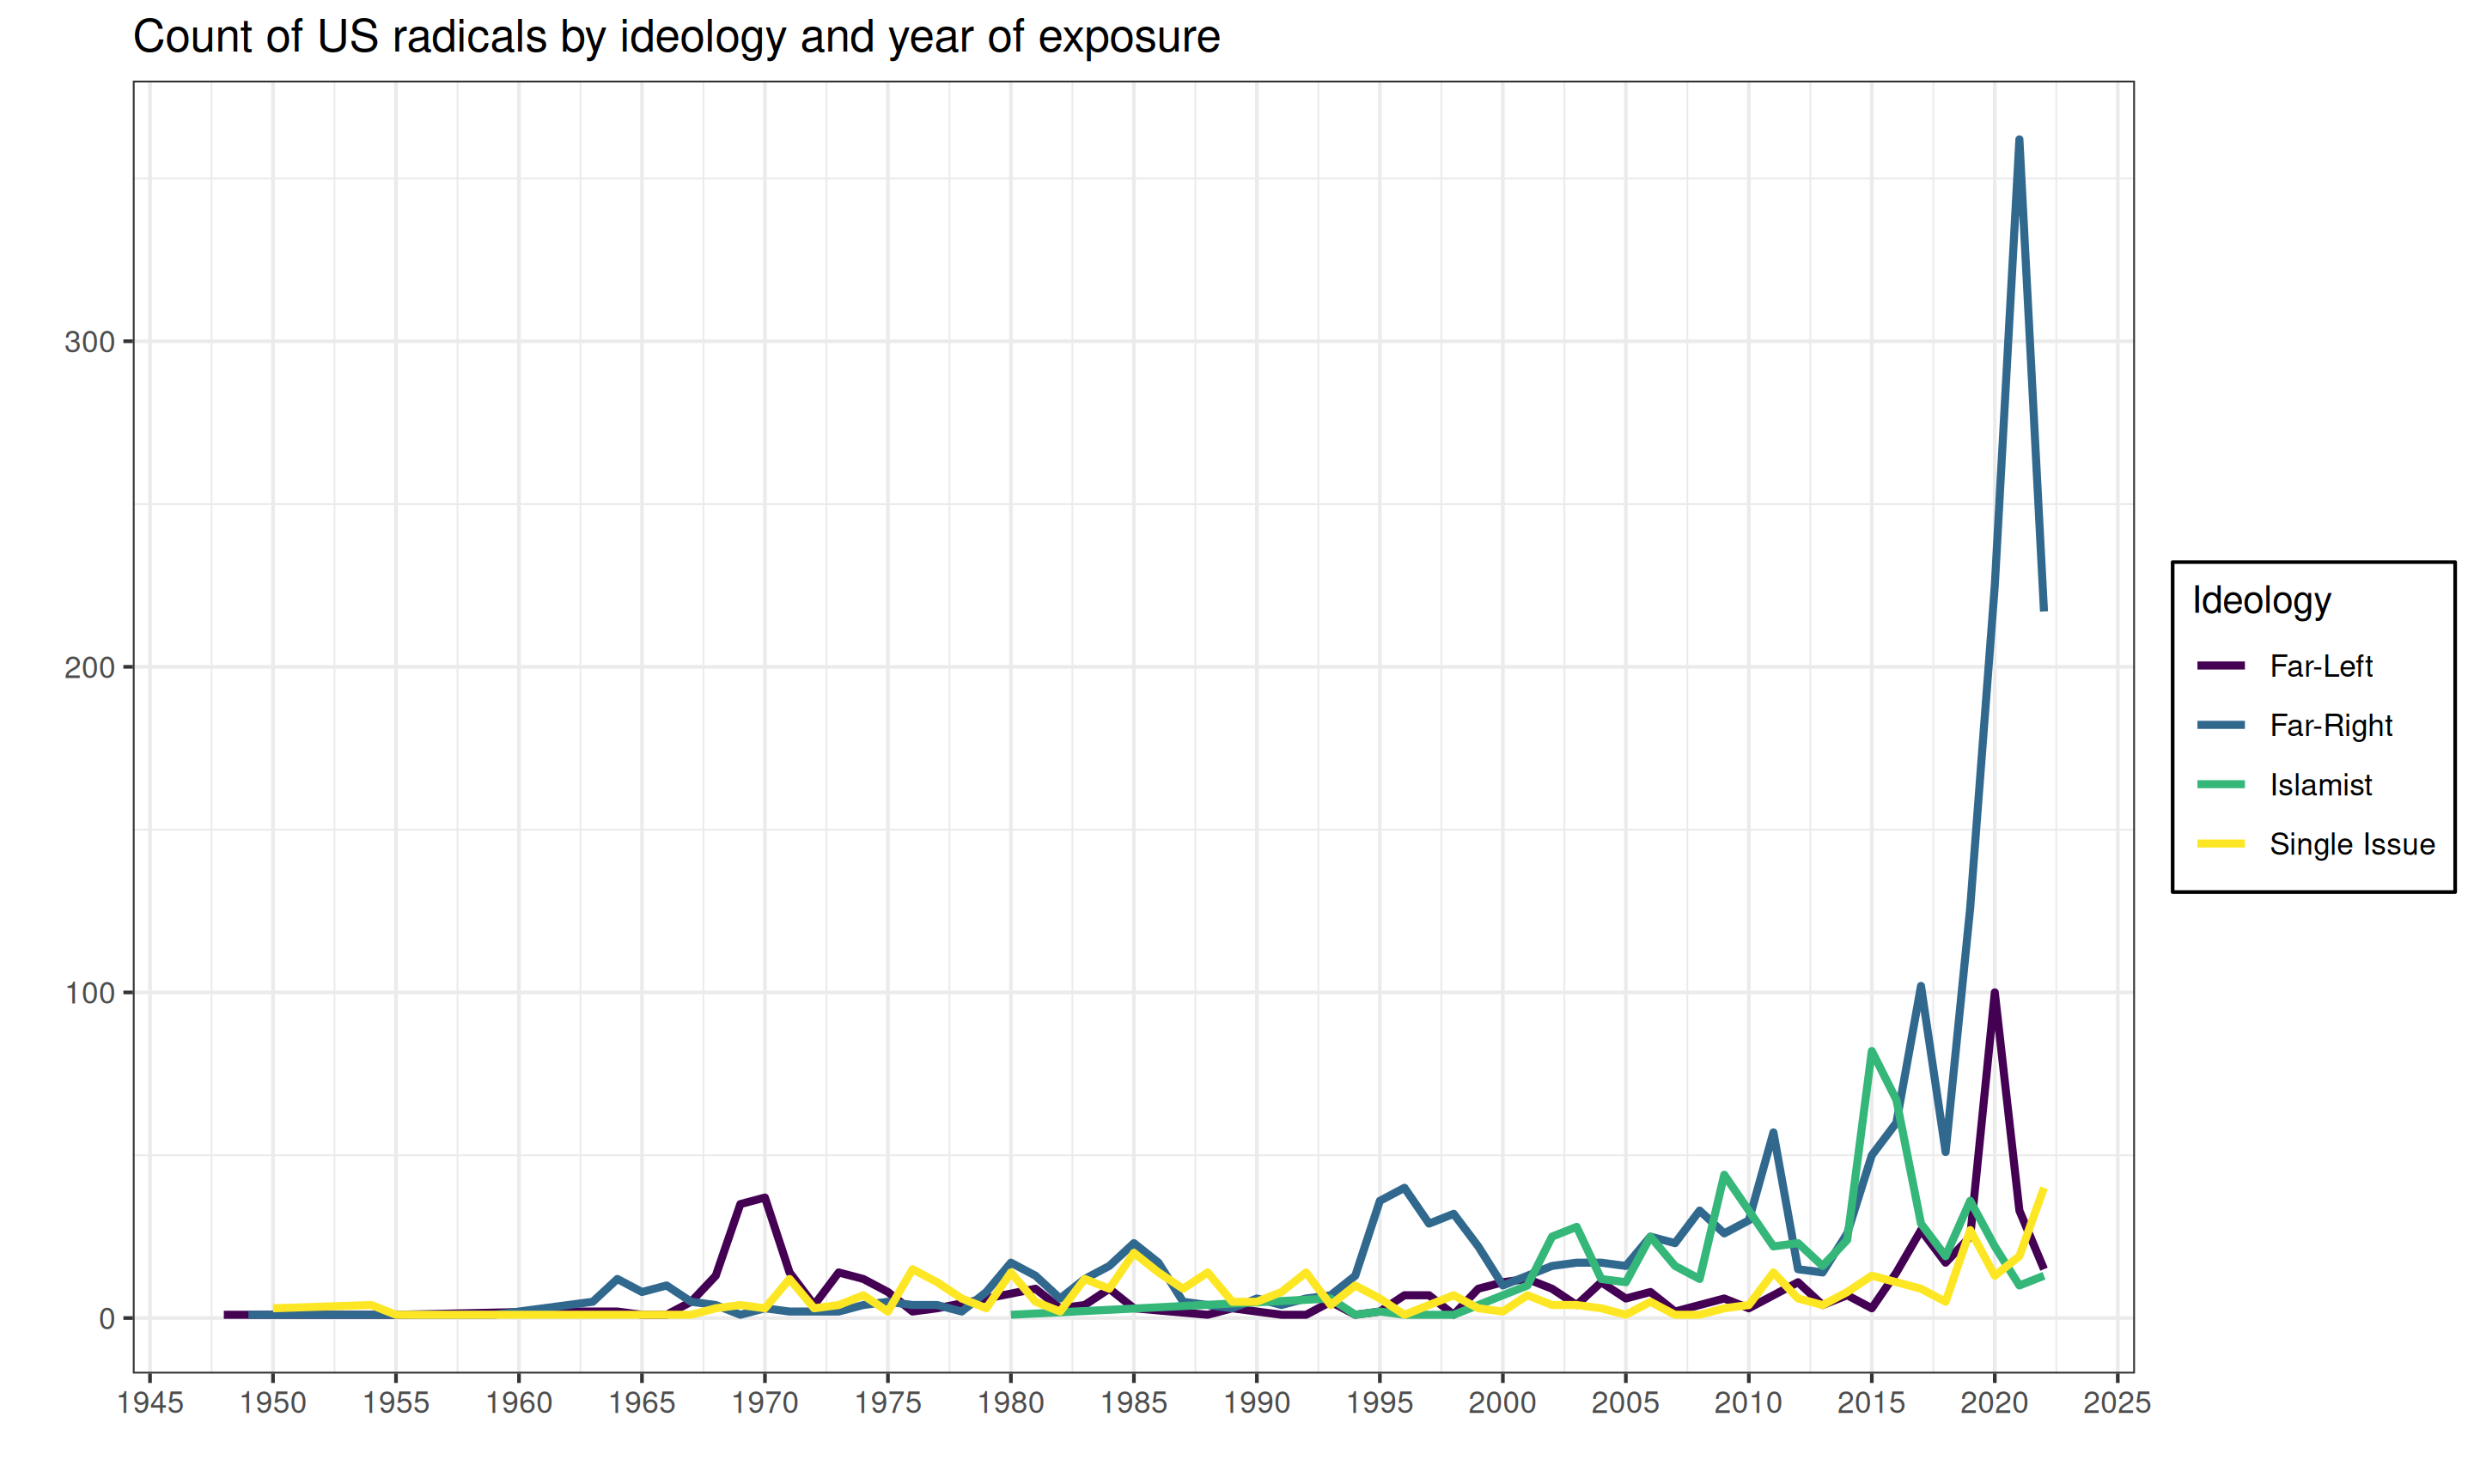 Count of US radicals by ideology and year of exposure
300
200
100
0
1945 1950 1955 1960 1965 1970 1975 1980 1985 1990 1995 2000 2005 2010 2015 2020 2025
Ideology
Far-Left
Far-Right
Islamist
Single Issue